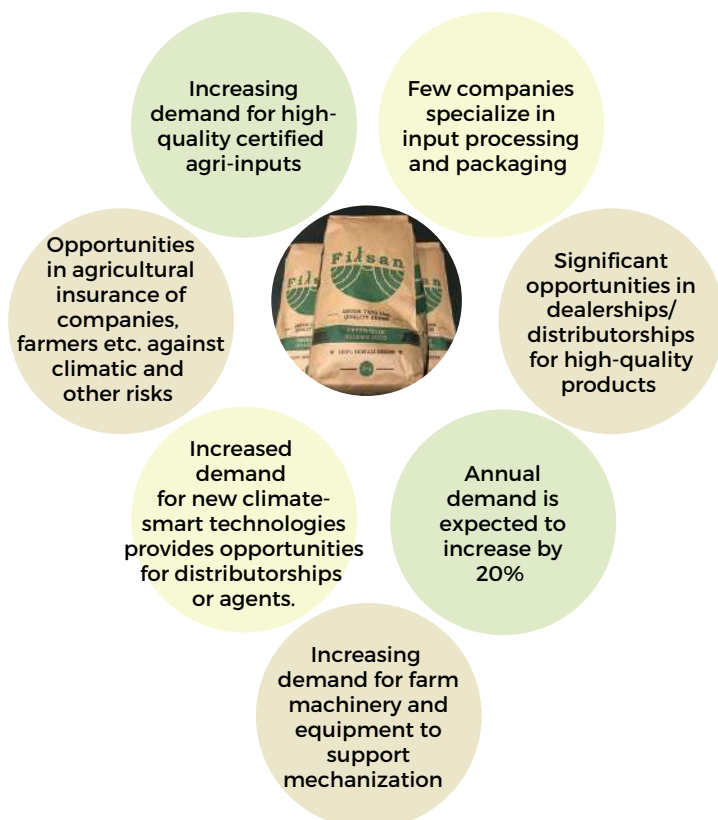 Increasing
demand for high-
quality certified
agri-inputs
Few companies
specialize in
input processing
and packaging
Opportunities
in agricultural
insurance of
companies,
farmers etc. against
climatic and
other risks
Filsan
QUALITY SEEDS
Significant
opportunities in
dealerships/
distributorships
for high-quality
products
Increased
demand
for new climate-
smart technologies
provides opportunities
for distributorships
or agents.
Annual
demand is
expected to
increase by
20%
Increasing
demand for farm
machinery and
equipment to
support
mechanization